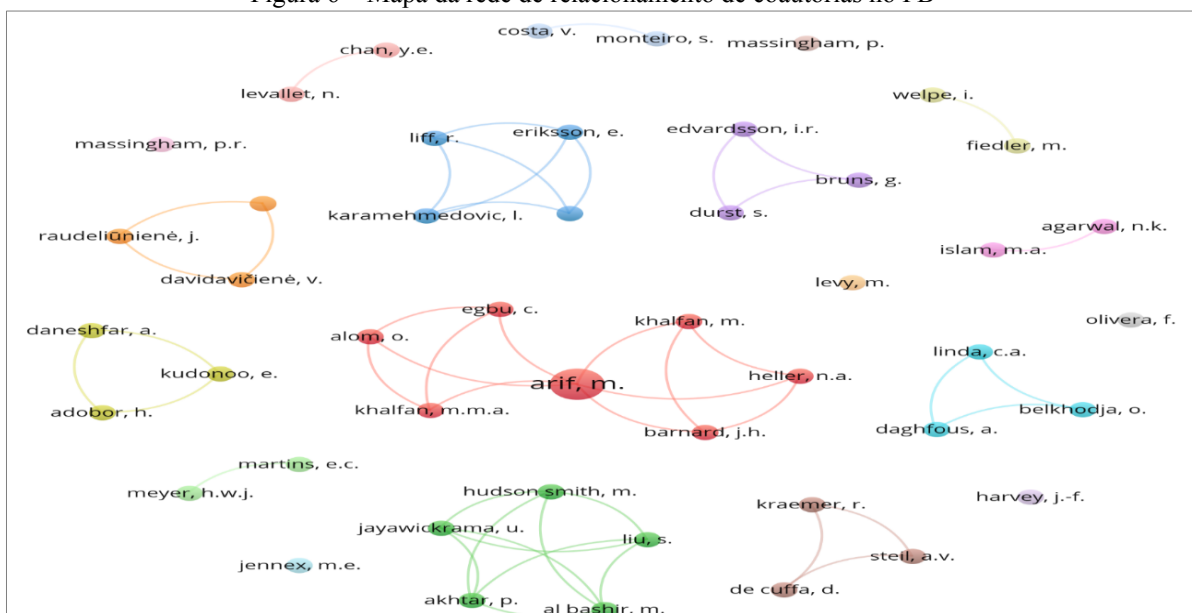 Figura 6 – Mapa da rede de relacionamento de coautorias no PB
costa, v.
monteiro, s.
massingham, p.
chan, y.e.
levallet, n.
welpe, i.
fiedler, m.
massingham, p.r.
liff, r.
eriksson, e.
karamehmedovic, l.
edvardsson, i.r.
bruns, g.
durst, s.
raudeliūnienė, j.
davidavičienė, v.
agarwal, n.k.
islam, m.a.
levy, m.
olivera, f.
daneshfar, a.
kudonoo, e.
adobor, h.
egbu, c.
alom, o.
khalfan, m.
arif, m.
heller, n.a.
khalfan, m.m.a.
barnard, j.h.
linda, c.a.
belkhodja, o.
daghfous, a.
martins, e.c.
meyer, h.w.j.
jennex, m.e.
hudson smith, m.
jayawickrama, u.
liu, s.
akhtar, p.
al bashir, m.
kraemer, r.
steil, a.v.
de cuffa, d.
harvey, j.-f.